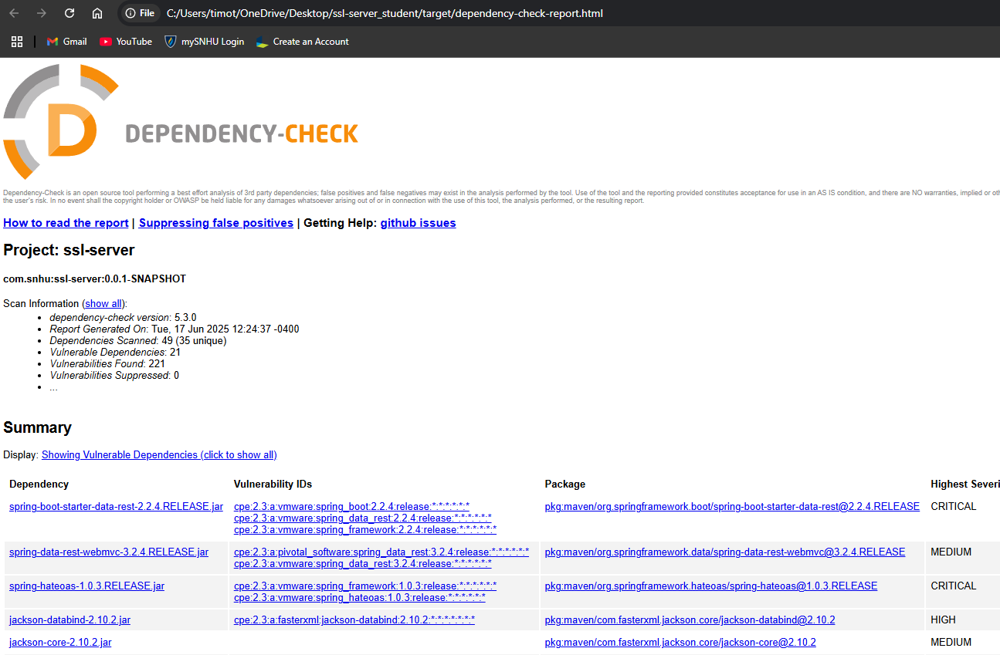 File C:/Users/timot/OneDrive/Desktop/ssl-server_student/target/dependency-check-report.html
Gmail YouTube mySNHU Login Create an Account
D DEPENDENCY-CHECK
Dependency-Check is an open source tool performing a best effort analysis of 3rd party dependencies; false positives and false negatives may exist in the analysis performed by the tool. Use of the tool and the reporting provided constitutes acceptance for use in an AS IS condition, and there are NO warranties, implied or
the user's risk. In no event shall the copyright holder or OWASP be held liable for any damages whatsoever arising out of or in connection with the use of this tool, the analysis performed, or the resulting report.
How to read the report | Suppressing false positives | Getting Help: github issues
Project: ssl-server
com.snhu:ssl-server:0.0.1-SNAPSHOT
Scan Information (show all):
• dependency-check version: 5.3.0
• Report Generated On: Tue, 17 Jun 2025 12:24:37 -0400
• Dependencies Scanned: 49 (35 unique)
• Vulnerable Dependencies: 21
• Vulnerabilities Found: 221
• Vulnerabilities Suppressed: 0
• ...
Summary
Display: Showing Vulnerable Dependencies (click to show all)
Dependency Vulnerability IDs Package Highest Severi
spring-boot-starter-data-rest-2.2.4.RELEASE.jar cpe:2.3:a:vmware:spring_boot:2.2.4:release:*:*:*:*:*:* pkg:maven/org.springframework.boot/spring-boot-starter-data-rest@2.2.4.RELEASE CRITICAL
cpe:2.3:a:vmware:spring_data_rest:2.2.4:release:*:*:*:*:*:*
cpe:2.3:a:vmware:spring_framework:2.2.4:release:*:*:*:*:*:*
spring-data-rest-webmvc-3.2.4.RELEASE.jar cpe:2.3:a:pivotal_software:spring_data_rest:3.2.4:release:*:*:*:*:*:* pkg:maven/org.springframework.data/spring-data-rest-webmvc@3.2.4.RELEASE MEDIUM
cpe:2.3:a:vmware:spring_data_rest:3.2.4:release:*:*:*:*:*:*
spring-hateoas-1.0.3.RELEASE.jar cpe:2.3:a:vmware:spring_framework:1.0.3:release:*:*:*:*:*:* pkg:maven/org.springframework.hateoas/spring-hateoas@1.0.3.RELEASE CRITICAL
cpe:2.3:a:vmware:spring_hateoas:1.0.3:release:*:*:*:*:*:*
jackson-databind-2.10.2.jar cpe:2.3:a:fasterxml:jackson-databind:2.10.2:*:*:*:*:*:*:* pkg:maven/com.fasterxml.jackson.core/jackson-databind@2.10.2 HIGH
jackson-core-2.10.2.jar pkg:maven/com.fasterxml.jackson.core/jackson-core@2.10.2 MEDIUM